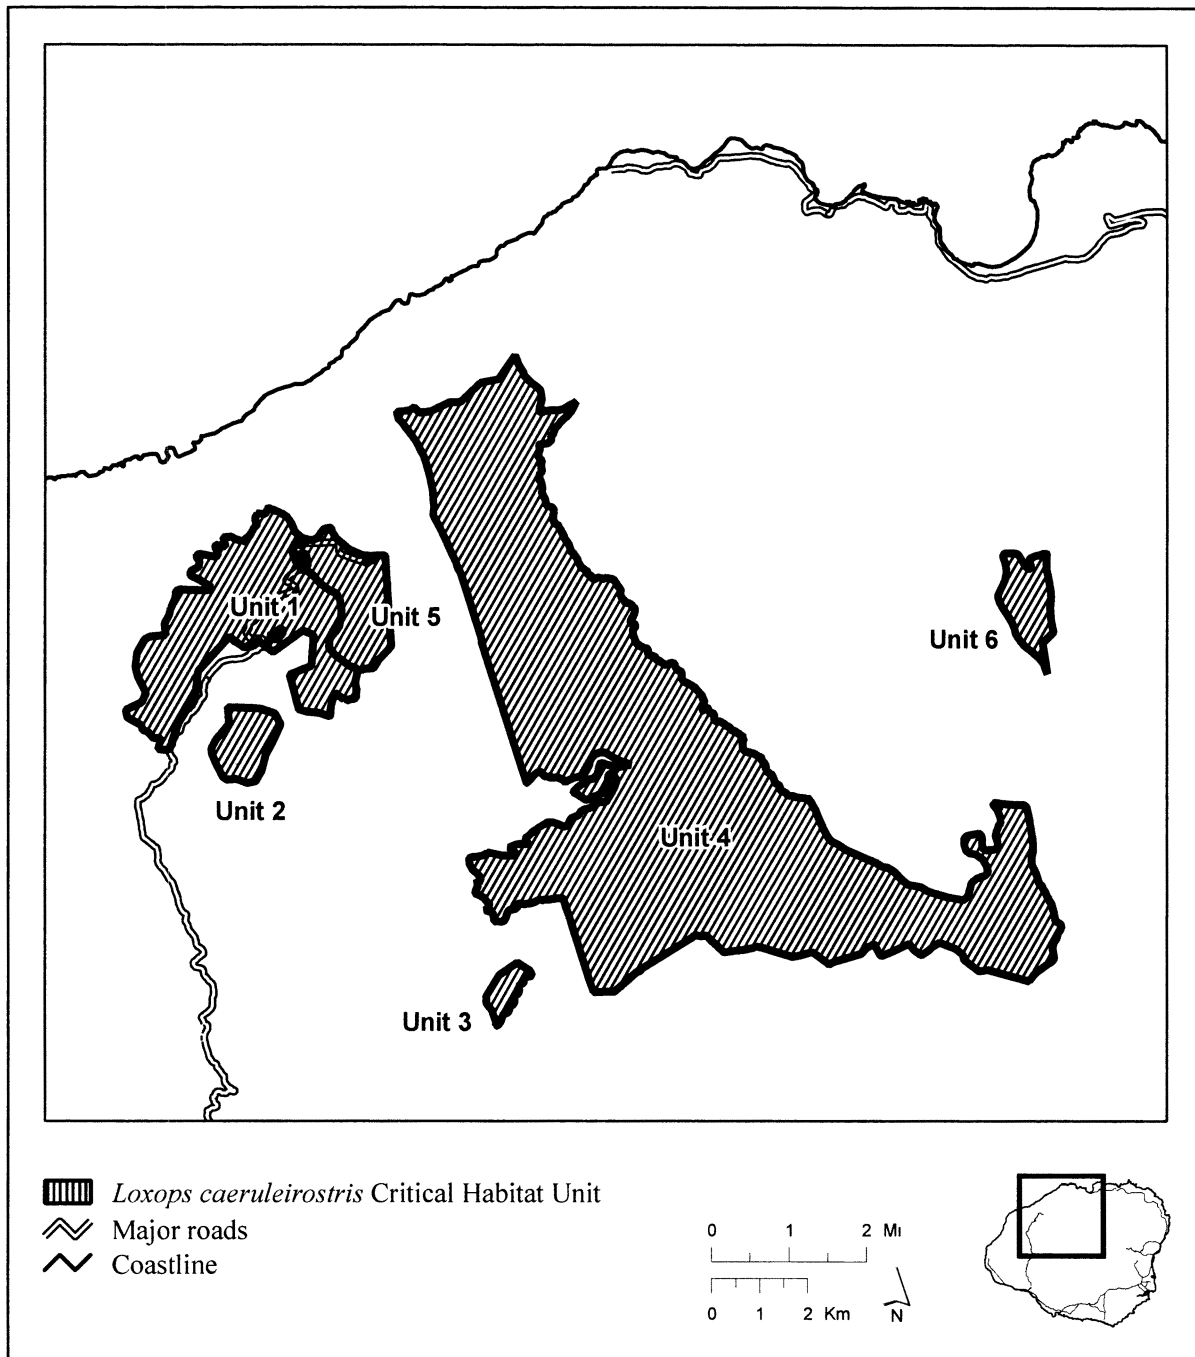 Unit 1
Unit 5
Unit 6
Unit 2
Unit 4
Unit 3
Loxops caeruleirostris Critical Habitat Unit
Major roads
Coastline
0 1 2 Mi
0 1 2 Km
N